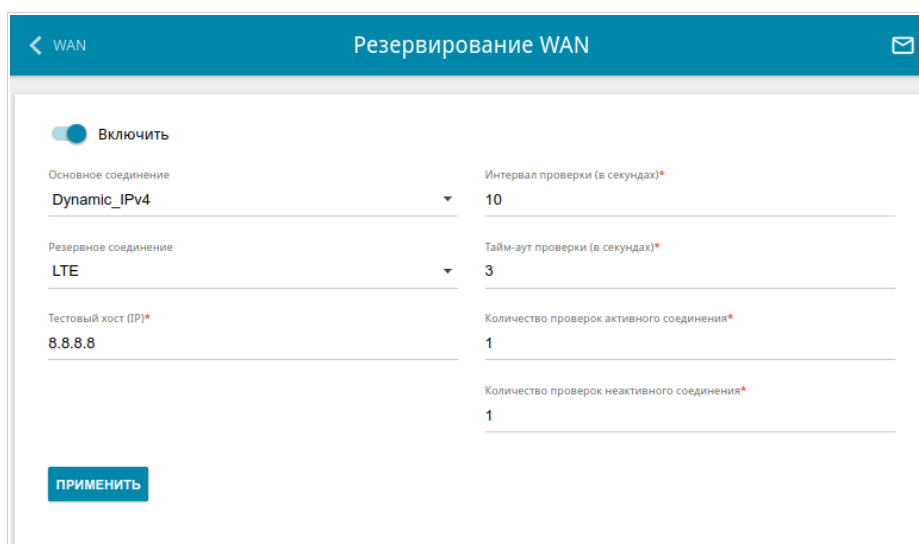 WAN
Резервирование WAN
Включить
Основное соединение
Dynamic_IPv4
Резервное соединение
LTE
Тестовый хост (IP)*
8.8.8.8
Интервал проверки (в секундах)*
10
Тайм-аут проверки (в секундах)*
3
Количество проверок активного соединения*
1
Количество проверок неактивного соединения*
1
ПРИМЕНИТЬ